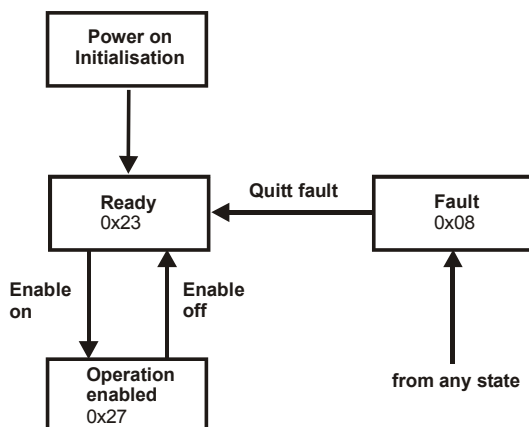 Power on
Initialisation
Ready
0x23
Quitt fault
Fault
0x08
Enable
on
Enable
off
Operation
enabled
0x27
from any state